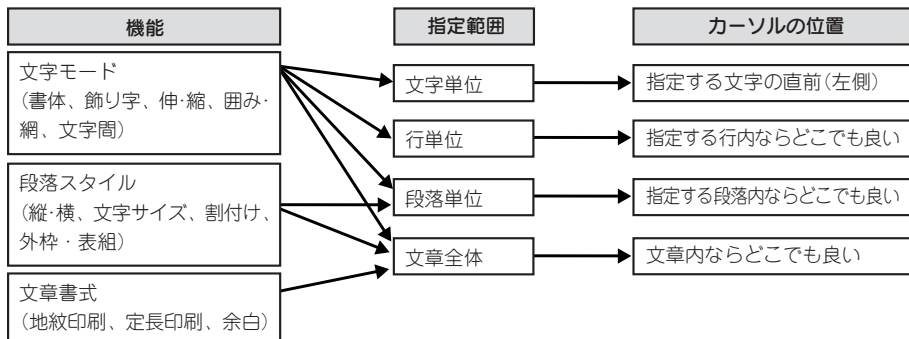 機能
文字モード
（書体、飾り字、伸・縮、囲み・
網、文字間）
段落スタイル
（縦・横、文字サイズ、割付け、
外枠・表組）
文章書式
（地紋印刷、定長印刷、余白）
指定範囲
文字単位
行単位
段落単位
文章全体
カーソルの位置
指定する文字の直前（左側）
指定する行内ならどこでも良い
指定する段落内ならどこでも良い
文章内ならどこでも良い